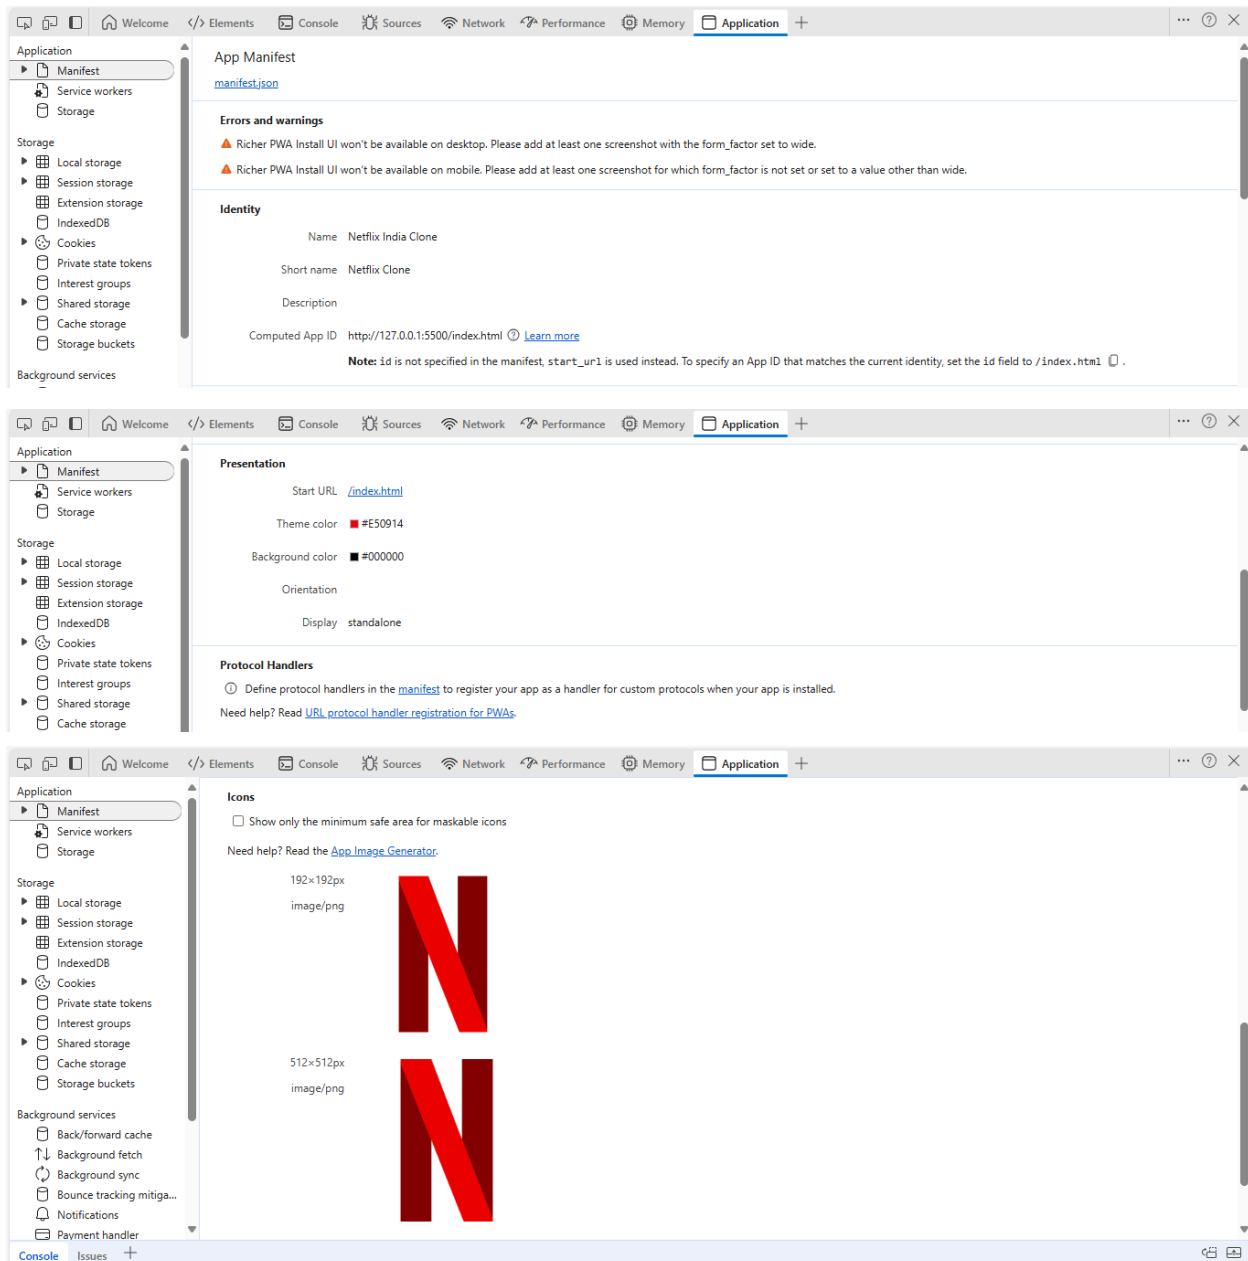 Welcome Elements Console Sources Network Performance Memory Application
Application
Manifest
Service workers
Storage
Storage
Local storage
Session storage
Extension storage
IndexedDB
Cookies
Private state tokens
Interest groups
Shared storage
Cache storage
Storage buckets
Background services
App Manifest
manifest.json
Errors and warnings
Richer PWA Install UI won't be available on desktop. Please add at least one screenshot with the form_factor set to wide.
Richer PWA Install UI won't be available on mobile. Please add at least one screenshot for which form_factor is not set or set to a value other than wide.
Identity
Name Netflix India Clone
Short name Netflix Clone
Description
Computed App ID http://127.0.0.1:5500/index.html Learn more
Note: id is not specified in the manifest, start_url is used instead. To specify an App ID that matches the current identity, set the id field to /index.html .
Welcome Elements Console Sources Network Performance Memory Application
Application
Manifest
Service workers
Storage
Storage
Local storage
Session storage
Extension storage
IndexedDB
Cookies
Private state tokens
Interest groups
Shared storage
Cache storage
Presentation
Start URL /index.html
Theme color #E50914
Background color #000000
Orientation
Display standalone
Protocol Handlers
Define protocol handlers in the manifest to register your app as a handler for custom protocols when your app is installed.
Need help? Read URL protocol handler registration for PWAs.
Welcome Elements Console Sources Network Performance Memory Application
Application
Manifest
Service workers
Storage
Storage
Local storage
Session storage
Extension storage
IndexedDB
Cookies
Private state tokens
Interest groups
Shared storage
Cache storage
Storage buckets
Background services
Back/forward cache
Background fetch
Background sync
Bounce tracking mitiga...
Notifications
Payment handler
Icons
Show only the minimum safe area for maskable icons
Need help? Read the App Image Generator.
192×192px
image/png
512×512px
image/png
Console Issues